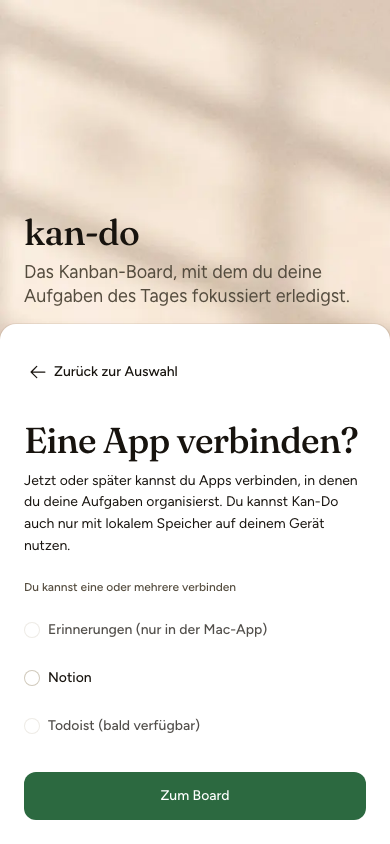 kan-do
Das Kanban-Board, mit dem du deine
Aufgaben des Tages fokussiert erledigst.
Zurück zur Auswahl
Eine App verbinden?
Jetzt oder später kannst du Apps verbinden, in denen
du deine Aufgaben organisierst. Du kannst Kan-Do
auch nur mit lokalem Speicher auf deinem Gerät
nutzen.
Du kannst eine oder mehrere verbinden
Erinnerungen (nur in der Mac-App)
Notion
Todoist (bald verfügbar)
Zum Board